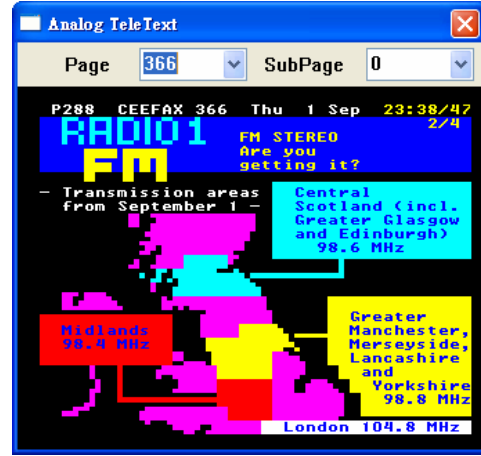 Analog TeleText
Page 366 SubPage 0
P288 CEEFAX 366 Thu 1 Sep 23:38/47
2/4
RADIO 1
FM
FM STEREO
Are you
getting it?
- Transmission areas
from September 1 -
Central
Scotland (incl.
Greater Glasgow
and Edinburgh)
98.6 MHz
Midlands
98.4 MHz
Greater
Manchester,
Merseyside,
Lancashire
and
Yorkshire
98.8 MHz
London 104.8 MHz